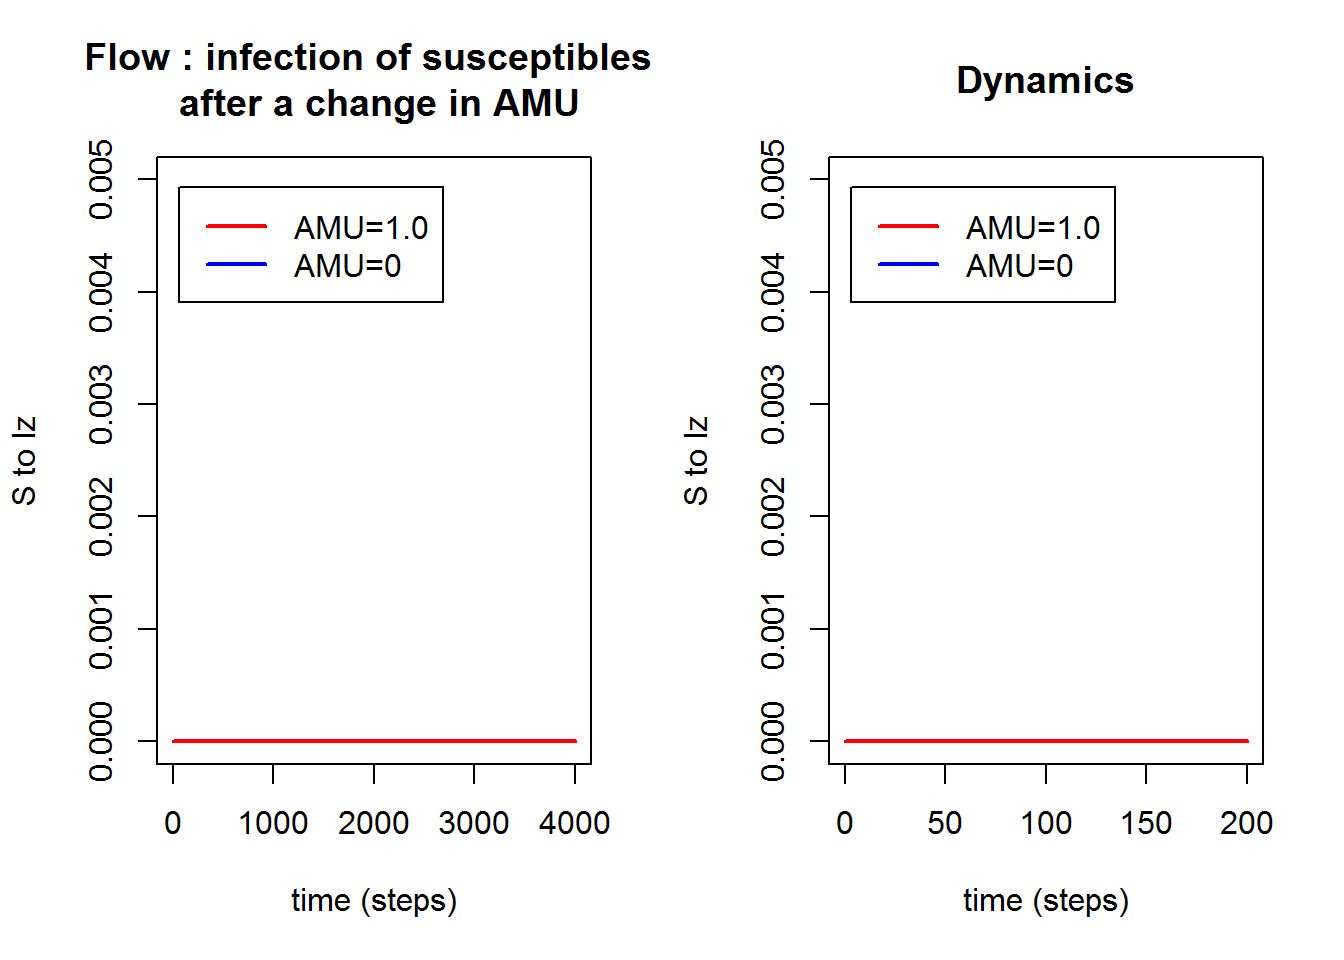 Flow : infection of susceptibles
after a change in AMU
0.005
0.004
0.003
0.002
0.001
0.000
S to Iz
AMU=1.0
AMU=0
0 1000 2000 3000 4000
time (steps)
Dynamics
0.005
0.004
0.003
0.002
0.001
0.000
S to Iz
AMU=1.0
AMU=0
0 50 100 150 200
time (steps)